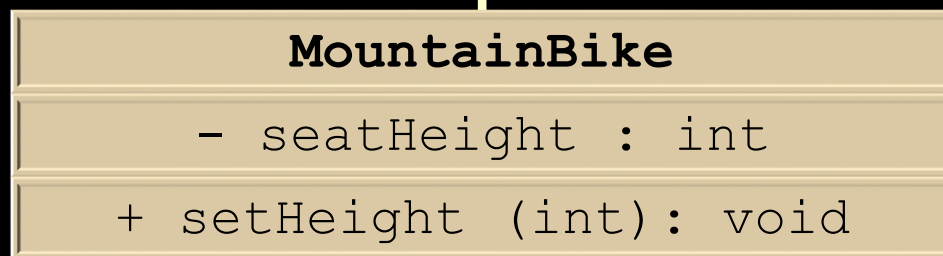 MountainBike
- seatHeight : int
+ setHeight (int): void